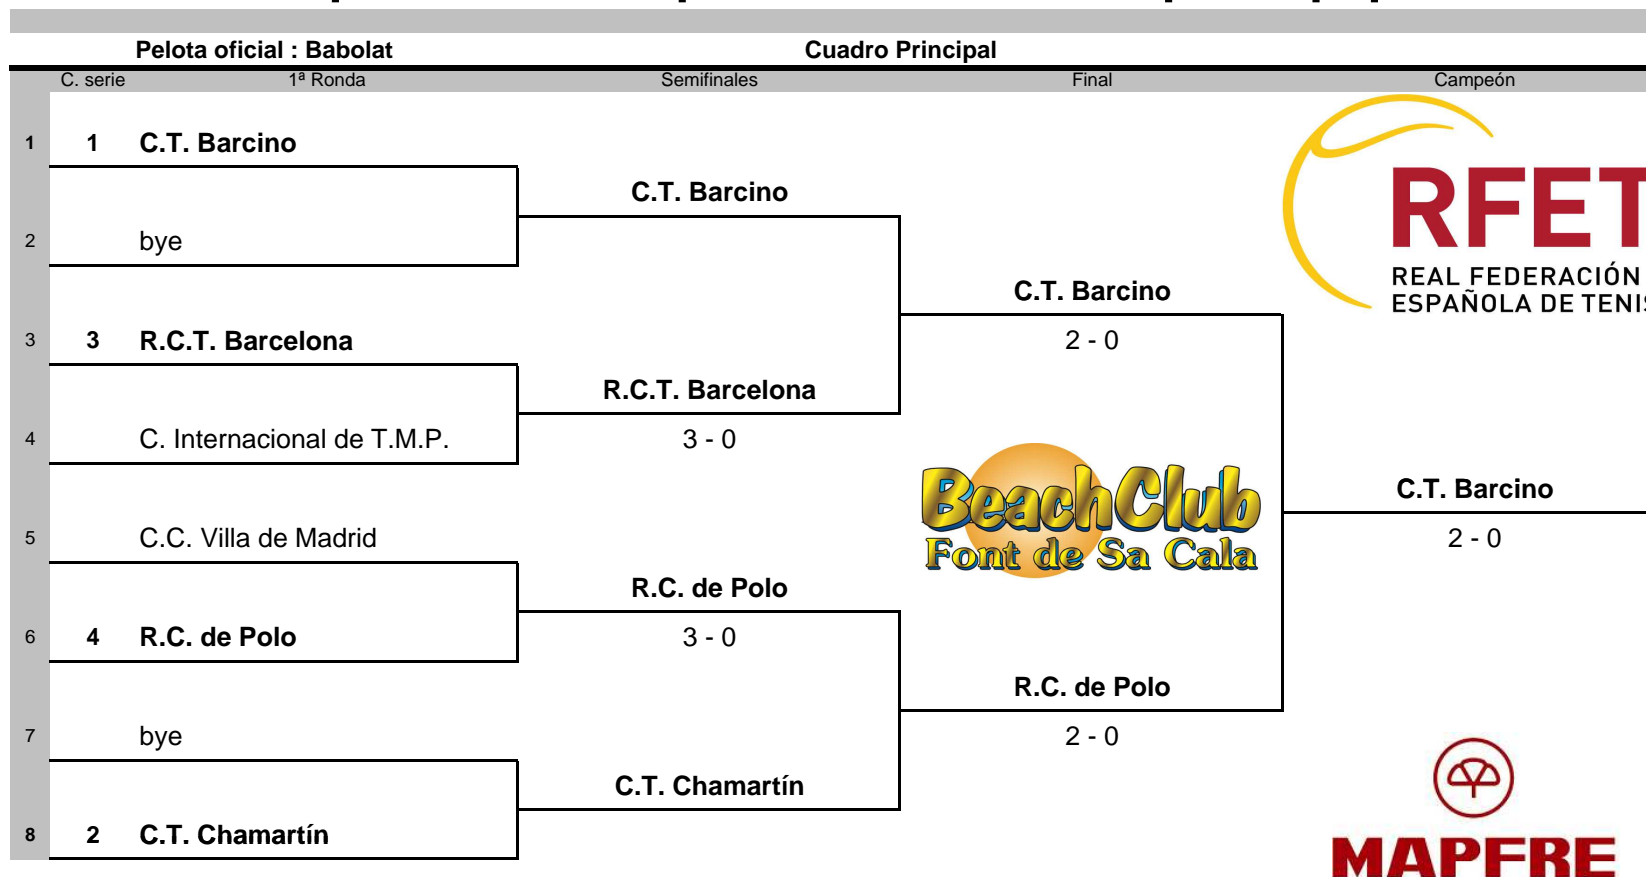 Pelota oficial : Babolat Cuadro Principal
C. serie 1ª Ronda Semifinales Final Campeón
1 1 C.T. Barcino
C.T. Barcino
2 bye
RFET
REAL FEDERACIÓN
ESPAÑOLA DE TENIS
C.T. Barcino
3 3 R.C.T. Barcelona 2 - 0
R.C.T. Barcelona
4 C. Internacional de T.M.P. 3 - 0
BeachClub
Font de Sa Cala
C.T. Barcino
5 C.C. Villa de Madrid 2 - 0
R.C. de Polo
6 4 R.C. de Polo 3 - 0
R.C. de Polo
7 bye 2 - 0
C.T. Chamartín
8 2 C.T. Chamartín
MAPFRE